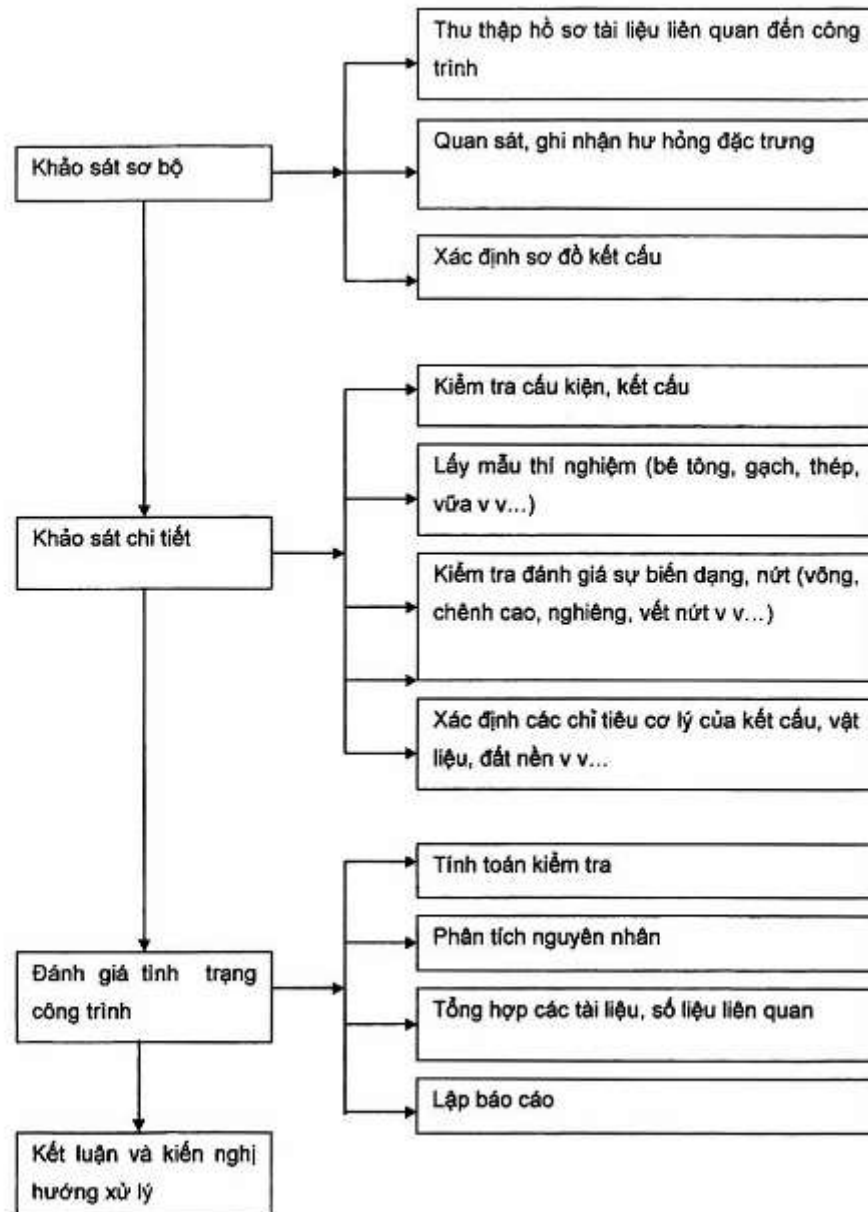 Thu thập hồ sơ tài liệu liên quan đến công
trình
Khảo sát sơ bộ
Quan sát, ghi nhận hư hỏng đặc trưng
Xác định sơ đồ kết cấu
Khảo sát chi tiết
Kiểm tra cấu kiện, kết cấu
Lấy mẫu thí nghiệm (bê tông, gạch, thép,
vữa v v...)
Kiểm tra đánh giá sự biến dạng, nứt (võng,
chênh cao, nghiêng, vết nứt v v...)
Xác định các chỉ tiêu cơ lý của kết cấu, vật
liệu, đất nền v v...
Đánh giá tình trạng
công trình
Tính toán kiểm tra
Phân tích nguyên nhân
Tổng hợp các tài liệu, số liệu liên quan
Lập báo cáo
Kết luận và kiến nghị
hướng xử lý